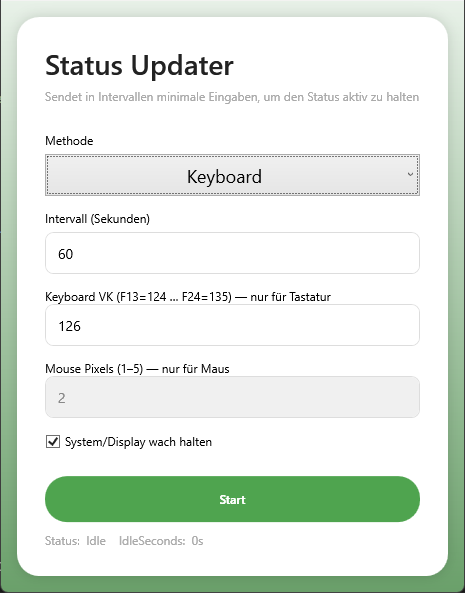 Status Updater
Sendet in Intervallen minimale Eingaben, um den Status aktiv zu halten
Methode
Keyboard
Intervall (Sekunden)
60
Keyboard VK (F13=124 ... F24=135) — nur für Tastatur
126
Mouse Pixels (1–5) — nur für Maus
2
System/Display wach halten
Start
Status: Idle IdleSeconds: 0s